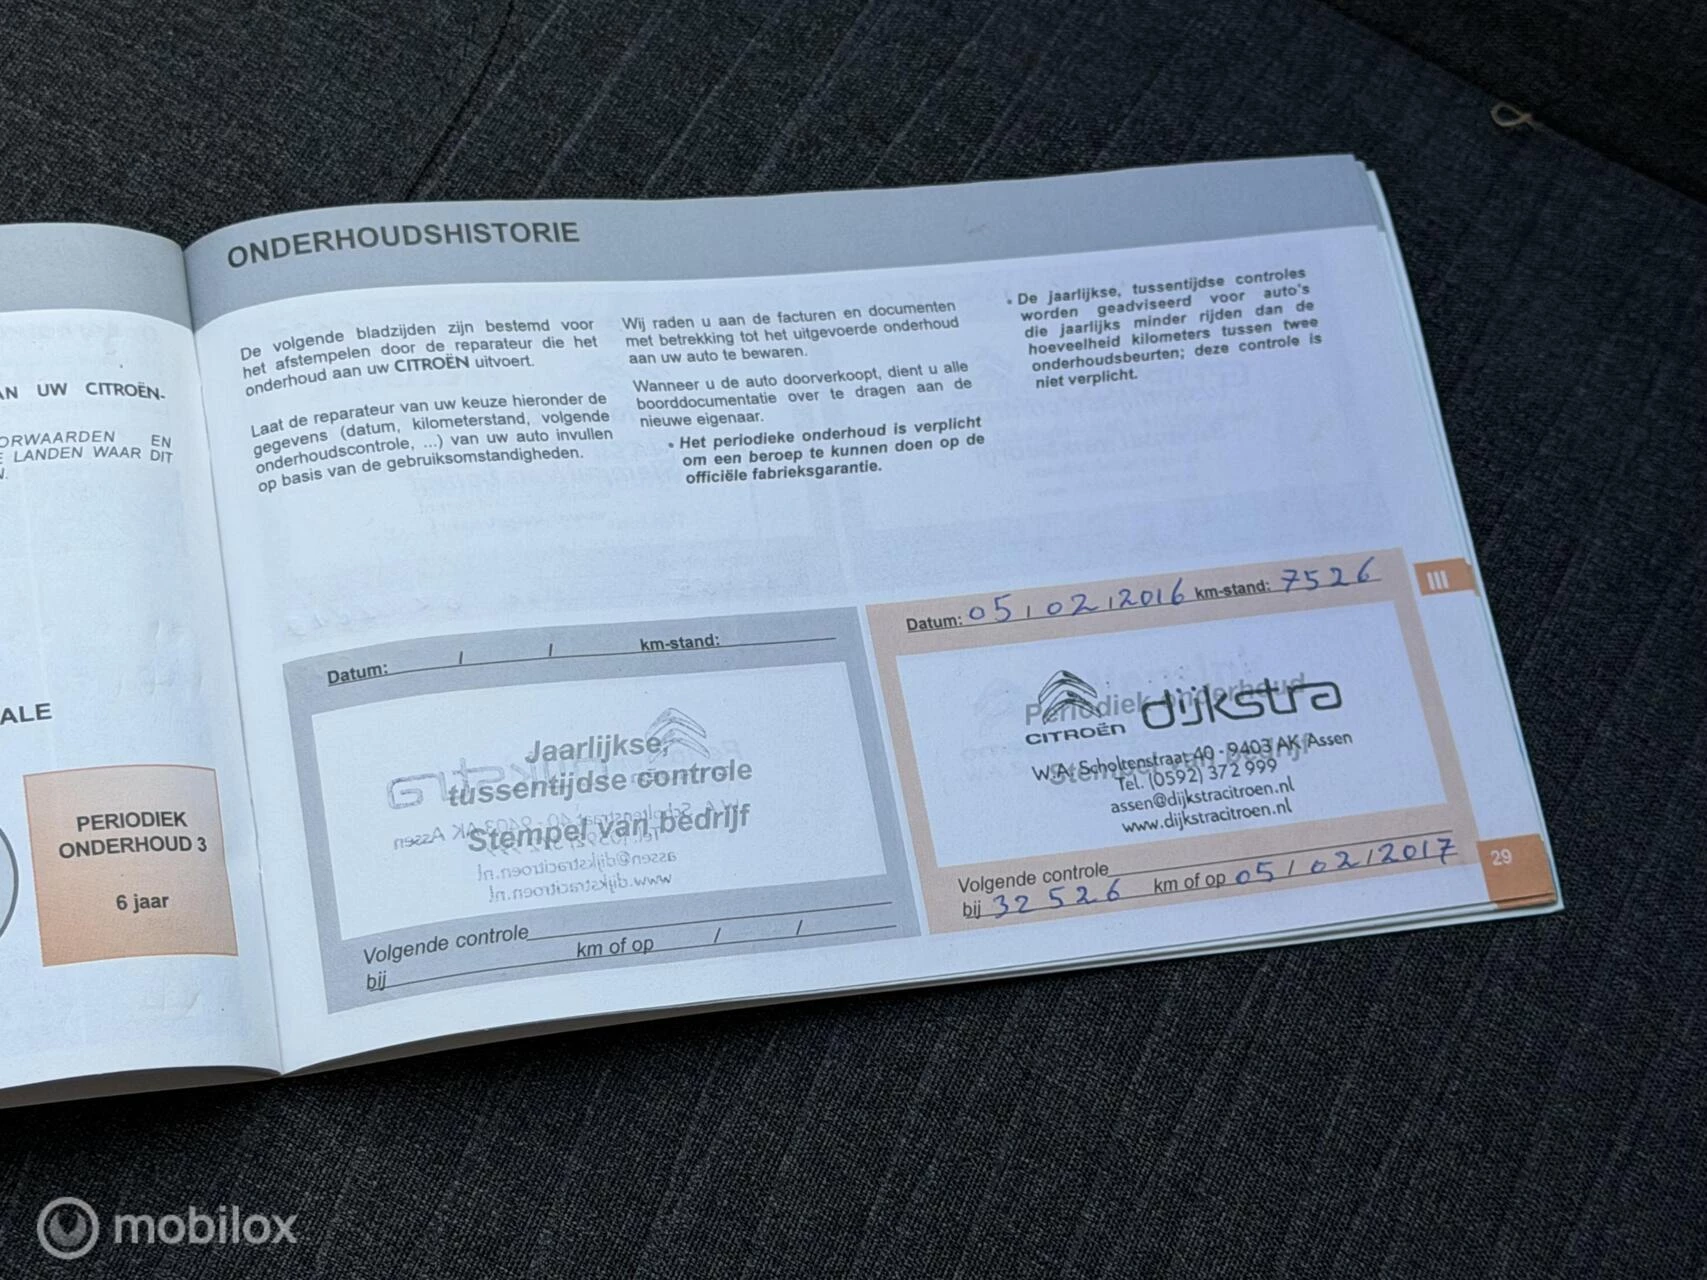 AN UW CITROËN.
ORWAARDEN EN
E LANDEN WAAR DIT
ALE
PERIODIEK
ONDERHOUD 3
6 jaar
ONDERHOUDSHISTORIE
De volgende bladzijden zijn bestemd voor
het afstempelen door de reparateur die het
onderhoud aan uw CITROËN uitvoert.
Laat de reparateur van uw keuze hieronder de
gegevens (datum, kilometerstand, volgende
onderhoudscontrole, ...) van uw auto invullen
op basis van de gebruiksomstandigheden.
Wij raden u aan de facturen en documenten
met betrekking tot het uitgevoerde onderhoud
aan uw auto te bewaren.
Wanneer u de auto doorverkoopt, dient u alle
boorddocumentatie over te dragen aan de
nieuwe eigenaar.
• Het periodieke onderhoud is verplicht
om een beroep te kunnen doen op de
officiële fabrieksgarantie.
• De jaarlijkse, tussentijdse controles
worden geadviseerd voor auto's
die jaarlijks minder rijden dan de
hoeveelheid kilometers tussen twee
onderhoudsbeurten; deze controle is
niet verplicht.
III
Datum: / / km-stand:
Jaarlijkse,
tussentijdse controle
Stempel van bedrijf
Volgende controle
bij km of op / /
Datum: 05/02/2016 km-stand: 7526
Periodiek onderhoud
Stempel van bedrijf
CITROËN dijkstra
W.A. Scholtenstraat 40 - 9403 AK Assen
Tel. (0592) 372 999
assen@dijkstracitroen.nl
www.dijkstracitroen.nl
Volgende controle
bij 32526 km of op 05/02/2017
29
mobilox